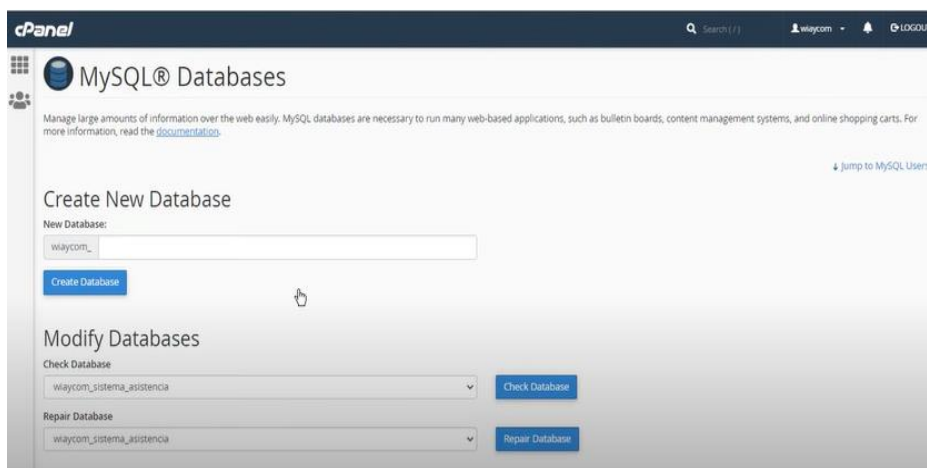 cPanel
Search ( / )
wiaycom
LOGOU
MySQL® Databases
Manage large amounts of information over the web easily. MySQL databases are necessary to run many web-based applications, such as bulletin boards, content management systems, and online shopping carts. For
more information, read the documentation.
Jump to MySQL Users
Create New Database
New Database:
wiaycom_
Create Database
Modify Databases
Check Database
wiaycom_sistema_asistencia
Check Database
Repair Database
wiaycom_sistema_asistencia
Repair Database